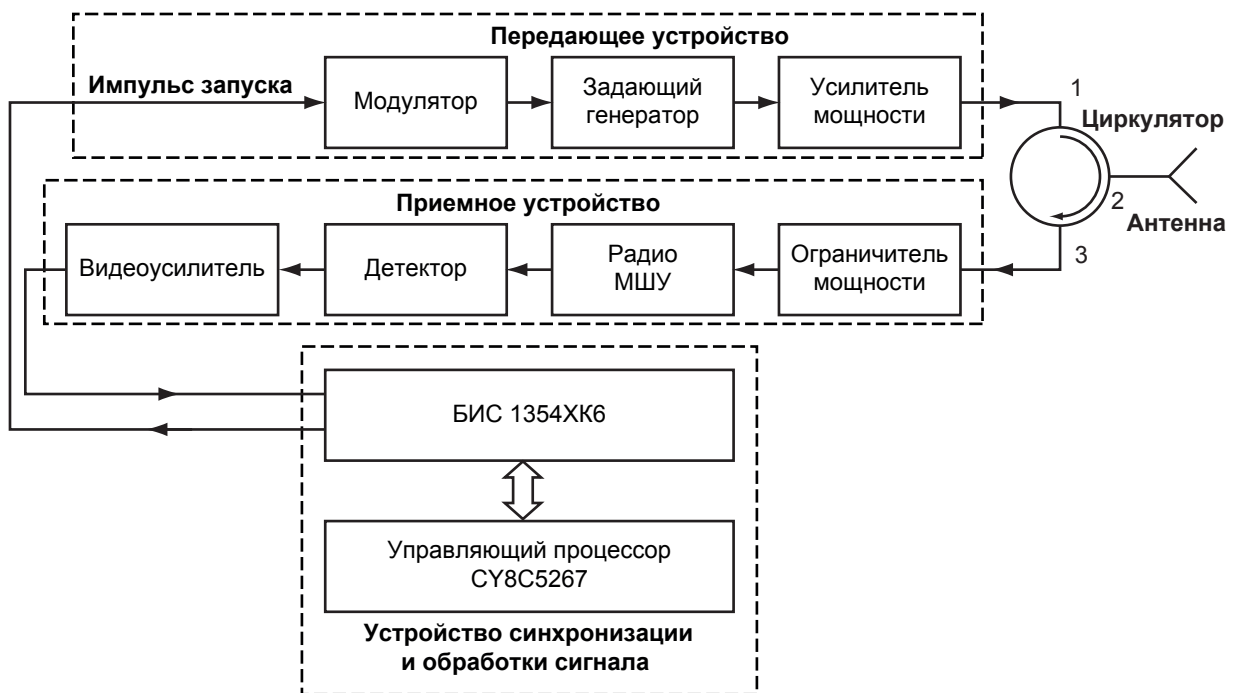 Передающее устройство
Импульс запуска
Модулятор
Задающий
генератор
Усилитель
мощности
1
Циркулятор
2
Антенна
3
Приемное устройство
Видеоусилитель
Детектор
Радио
МШУ
Ограничитель
мощности
БИС 1354ХК6
Управляющий процессор
CY8C5267
Устройство синхронизации
и обработки сигнала